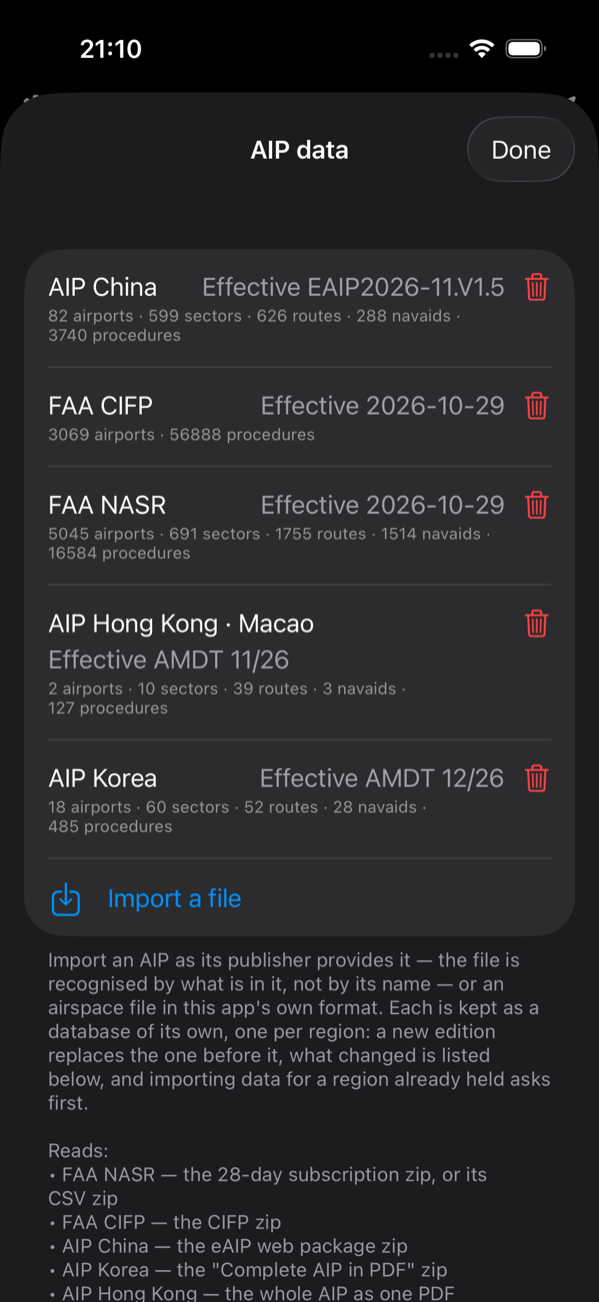 21:10
AIP data
Done
AIP China
Effective EAIP2026-11.V1.5
82 airports · 599 sectors · 626 routes · 288 navaids ·
3740 procedures
FAA CIFP
Effective 2026-10-29
3069 airports · 56888 procedures
FAA NASR
Effective 2026-10-29
5045 airports · 691 sectors · 1755 routes · 1514 navaids ·
16584 procedures
AIP Hong Kong · Macao
Effective AMDT 11/26
2 airports · 10 sectors · 39 routes · 3 navaids ·
127 procedures
AIP Korea
Effective AMDT 12/26
18 airports · 60 sectors · 52 routes · 28 navaids ·
485 procedures
Import a file
Import an AIP as its publisher provides it — the file is
recognised by what is in it, not by its name — or an
airspace file in this app's own format. Each is kept as a
database of its own, one per region: a new edition
replaces the one before it, what changed is listed
below, and importing data for a region already held asks
first.
Reads:
• FAA NASR — the 28-day subscription zip, or its
CSV zip
• FAA CIFP — the CIFP zip
• AIP China — the eAIP web package zip
• AIP Korea — the "Complete AIP in PDF" zip
• AIP Hong Kong — the whole AIP as one PDF